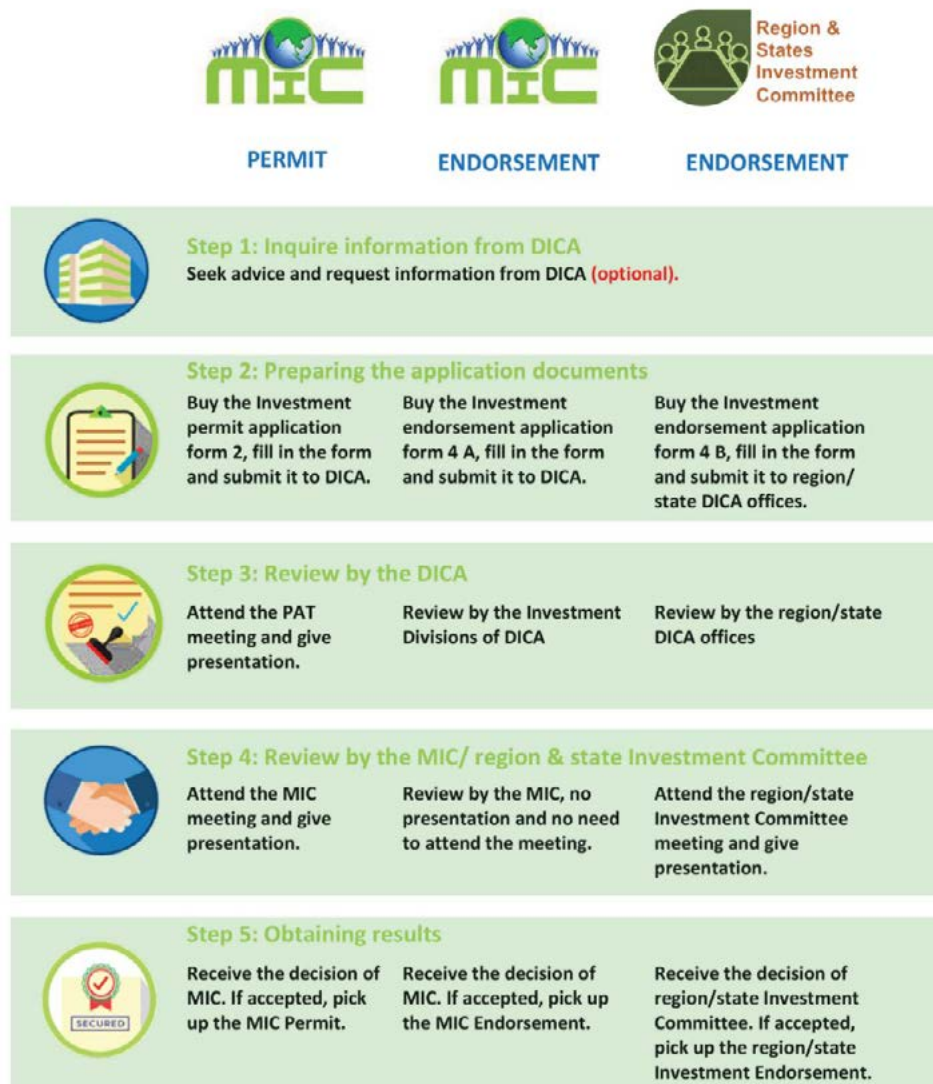 MIC
MIC
Region &
States
Investment
Committee
PERMIT
ENDORSEMENT
ENDORSEMENT
Step 1: Inquire information from DICA
Seek advice and request information from DICA (optional).
Step 2: Preparing the application documents
Buy the Investment
permit application
form 2, fill in the form
and submit it to DICA.
Buy the Investment
endorsement application
form 4 A, fill in the form
and submit it to DICA.
Buy the Investment
endorsement application
form 4 B, fill in the form
and submit it to region/
state DICA offices.
Step 3: Review by the DICA
Attend the PAT
meeting and give
presentation.
Review by the Investment
Divisions of DICA
Review by the region/state
DICA offices
Step 4: Review by the MIC/ region & state Investment Committee
Attend the MIC
meeting and give
presentation.
Review by the MIC, no
presentation and no need
to attend the meeting.
Attend the region/state
Investment Committee
meeting and give
presentation.
Step 5: Obtaining results
SECURED
Receive the decision of
MIC. If accepted, pick
up the MIC Permit.
Receive the decision of
MIC. If accepted, pick up
the MIC Endorsement.
Receive the decision of
region/state Investment
Committee. If accepted,
pick up the region/state
Investment Endorsement.